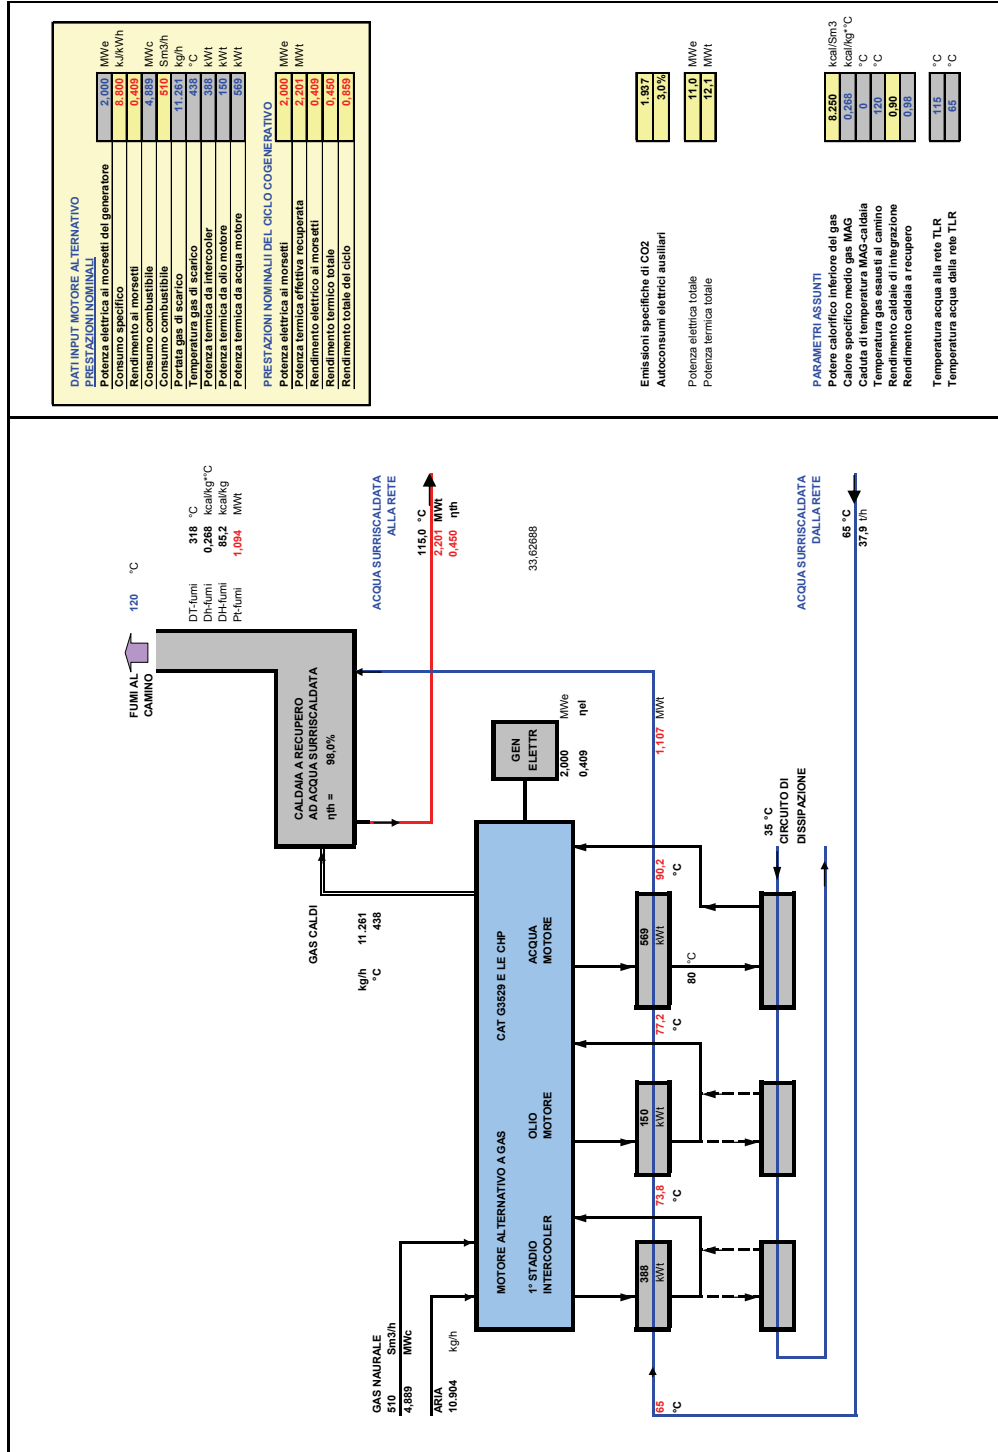 DATI INPUT MOTORE ALTERNATIVO
PRESTAZIONI NOMINALI
Potenza elettrica ai morsetti del generatore 2,000 MWe
Consumo specifico 8.800 kJ/kWh
Rendimento ai morsetti 0,409
Consumo combustibile 4,889 MWc
Consumo combustibile 510 Sm3/h
Portata gas di scarico 11.261 kg/h
Temperatura gas di scarico 438 °C
Potenza termica da intercooler 388 kWt
Potenza termica da olio motore 150 kWt
Potenza termica da acqua motore 569 kWt
PRESTAZIONI NOMINALII DEL CICLO COGENERATIVO
Potenza elettrica ai morsetti 2,000 MWe
Potenza termica effettiva recuperata 2,201 MWt
Rendimento elettrico ai morsetti 0,409
Rendimento termico totale 0,450
Rendimento totale del ciclo 0,859
Emissioni specifiche di CO2 1.937
Autoconsumi elettrici ausiliari 3,0%
Potenza elettrica totale 11,0 MWe
Potenza termica totale 12,1 MWt
PARAMETRI ASSUNTI
Potere calorifico inferiore del gas 8.250 kcal/Sm3
Calore specifico medio gas MAG 0,268 kcal/kg*°C
Caduta di temperatura MAG-caldaia 0 °C
Temperatura gas esausti al camino 120 °C
Rendimento caldaie di integrazione 0,90
Rendimento caldaia a recupero 0,98
Temperatura acqua alla rete TLR 115 °C
Temperatura acqua dalla rete TLR 65 °C
FUMI AL
CAMINO
120 °C
DT-fumi 318 °C
Dh-fumi 0,268 kcal/kg*°C
DH-fumi 85,2 kcal/kg
Pt-fumi 1,094 MWt
CALDAIA A RECUPERO
AD ACQUA SURRISCALDATA
ηth = 98,0%
ACQUA SURRISCALDATA
ALLA RETE
115,0 °C
2,201 MWt
0,450 ηth
33,62688
GAS CALDI
kg/h 11.261
°C 438
GEN
ELETTR
2,000 MWe
0,409 ηel
GAS NAURALE
510 Sm3/h
4,889 MWc
ARIA
10.904 kg/h
MOTORE ALTERNATIVO A GAS CAT G3529 E LE CHP
1° STADIO
INTERCOOLER
OLIO
MOTORE
ACQUA
MOTORE
388
kWt
150
kWt
569
kWt
65
°C
73,8
°C
77,2
°C
90,2
°C
1,107 MWt
80 °C
35 °C
CIRCUITO DI
DISSIPAZIONE
ACQUA SURRISCALDATA
DALLA RETE
65 °C
37,9 t/h